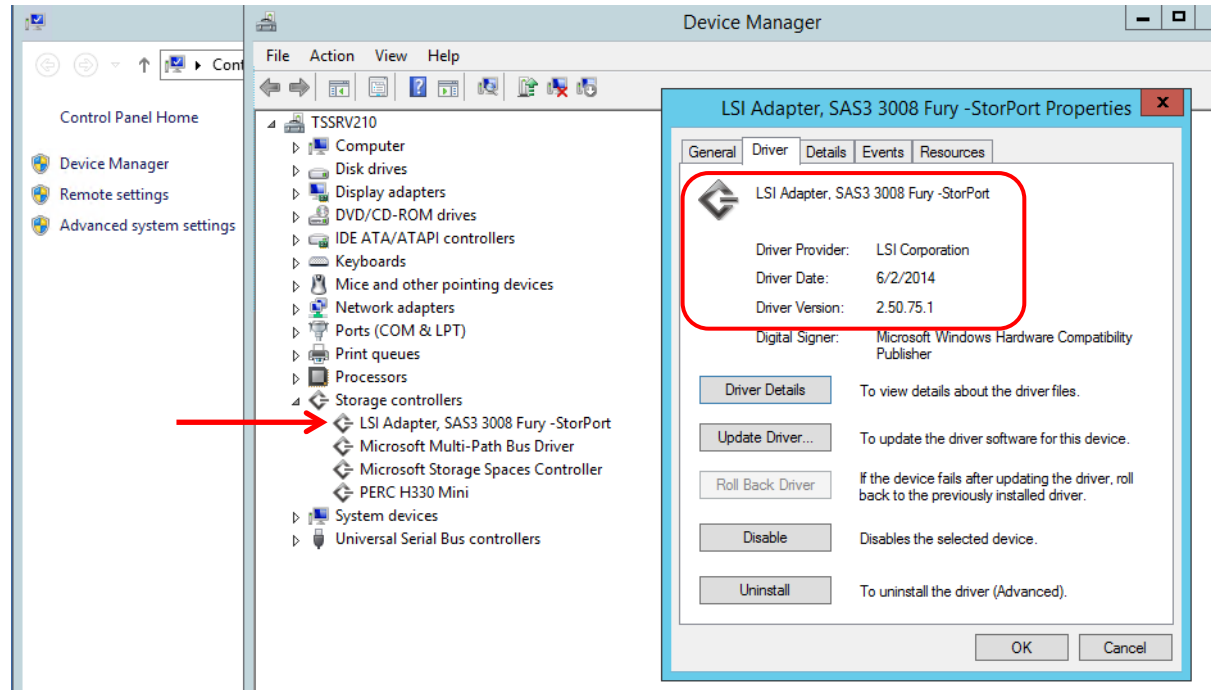 Device Manager
File Action View Help
Cont
Control Panel Home
Device Manager
Remote settings
Advanced system settings
TSSRV210
Computer
Disk drives
Display adapters
DVD/CD-ROM drives
IDE ATA/ATAPI controllers
Keyboards
Mice and other pointing devices
Network adapters
Ports (COM & LPT)
Print queues
Processors
Storage controllers
LSI Adapter, SAS3 3008 Fury -StorPort
Microsoft Multi-Path Bus Driver
Microsoft Storage Spaces Controller
PERC H330 Mini
System devices
Universal Serial Bus controllers
LSI Adapter, SAS3 3008 Fury -StorPort Properties
General Driver Details Events Resources
LSI Adapter, SAS3 3008 Fury -StorPort
Driver Provider: LSI Corporation
Driver Date: 6/2/2014
Driver Version: 2.50.75.1
Digital Signer: Microsoft Windows Hardware Compatibility
Publisher
Driver Details To view details about the driver files.
Update Driver... To update the driver software for this device.
Roll Back Driver If the device fails after updating the driver, roll
back to the previously installed driver.
Disable Disables the selected device.
Uninstall To uninstall the driver (Advanced).
OK Cancel